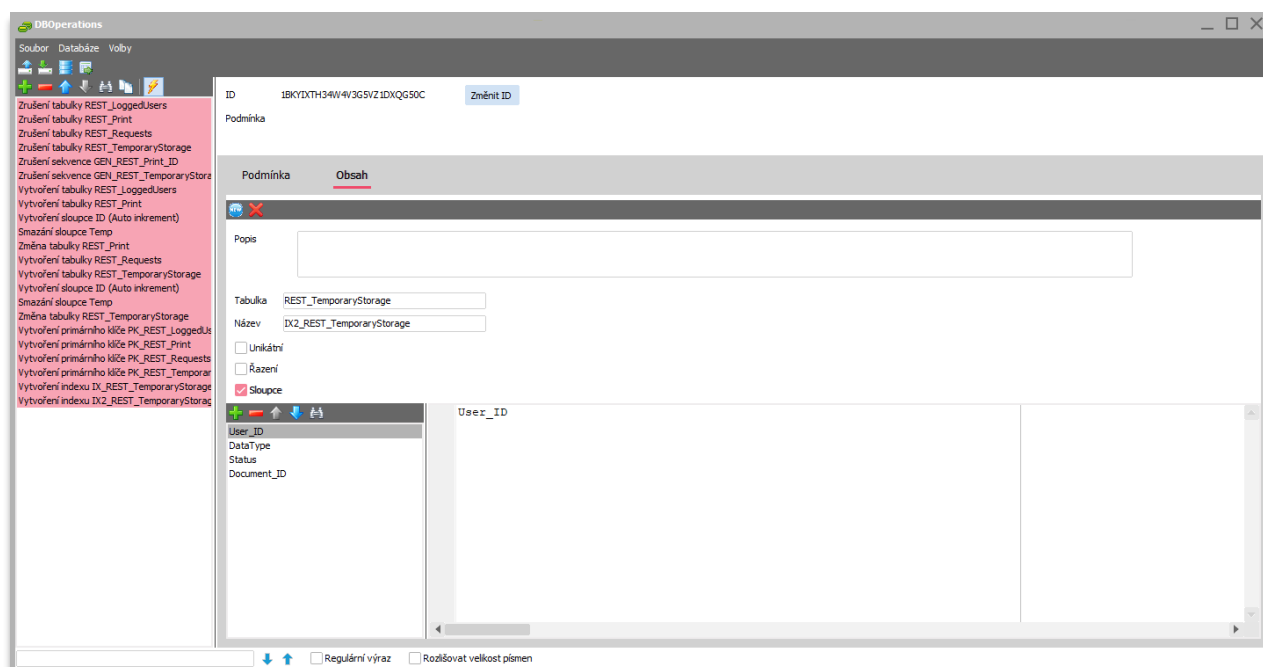 DBOperations
Soubor Databáze Volby
Zrušení tabulky REST_LoggedUsers
Zrušení tabulky REST_Print
Zrušení tabulky REST_Requests
Zrušení tabulky REST_TemporaryStorage
Zrušení sekvence GEN_REST_Print_ID
Zrušení sekvence GEN_REST_TemporaryStora
Vytvoření tabulky REST_LoggedUsers
Vytvoření tabulky REST_Print
Vytvoření sloupce ID (Auto inkrement)
Smazání sloupce Temp
Změna tabulky REST_Print
Vytvoření tabulky REST_Requests
Vytvoření tabulky REST_TemporaryStorage
Vytvoření sloupce ID (Auto inkrement)
Smazání sloupce Temp
Změna tabulky REST_TemporaryStorage
Vytvoření primárního klíče PK_REST_LoggedUs
Vytvoření primárního klíče PK_REST_Print
Vytvoření primárního klíče PK_REST_Requests
Vytvoření primárního klíče PK_REST_Temporar
Vytvoření indexu IX_REST_TemporaryStorage
Vytvoření indexu IX2_REST_TemporaryStorag
ID 1BKYIXTH34W4V3G5VZ1DXQG50C Změnit ID
Podmínka
Podmínka Obsah
NEW
Popis
Tabulka REST_TemporaryStorage
Název IX2_REST_TemporaryStorage
Unikátní
Řazení
Sloupce
User_ID
DataType
Status
Document_ID
User_ID
Regulární výraz Rozlišovat velikost písmen